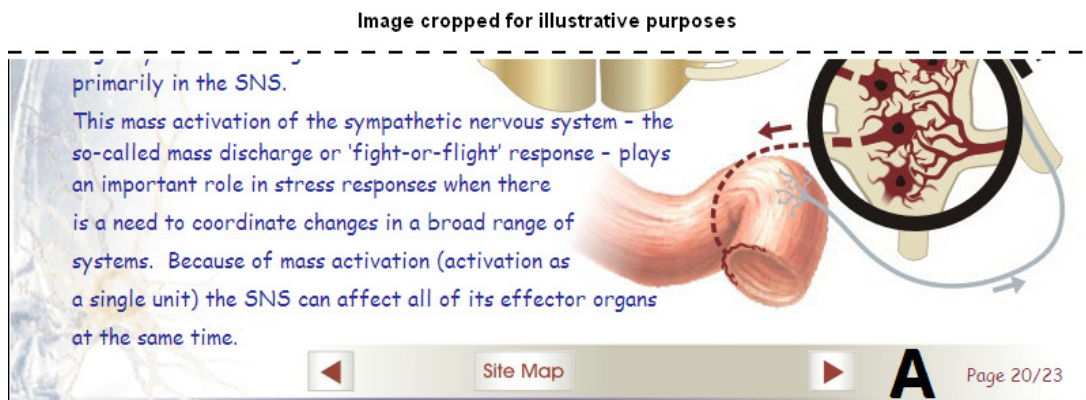 Image cropped for illustrative purposes
primarily in the SNS.
This mass activation of the sympathetic nervous system – the
so-called mass discharge or 'fight-or-flight' response – plays
an important role in stress responses when there
is a need to coordinate changes in a broad range of
systems.  Because of mass activation (activation as
a single unit) the SNS can affect all of its effector organs
at the same time.
Site Map
A
Page 20/23